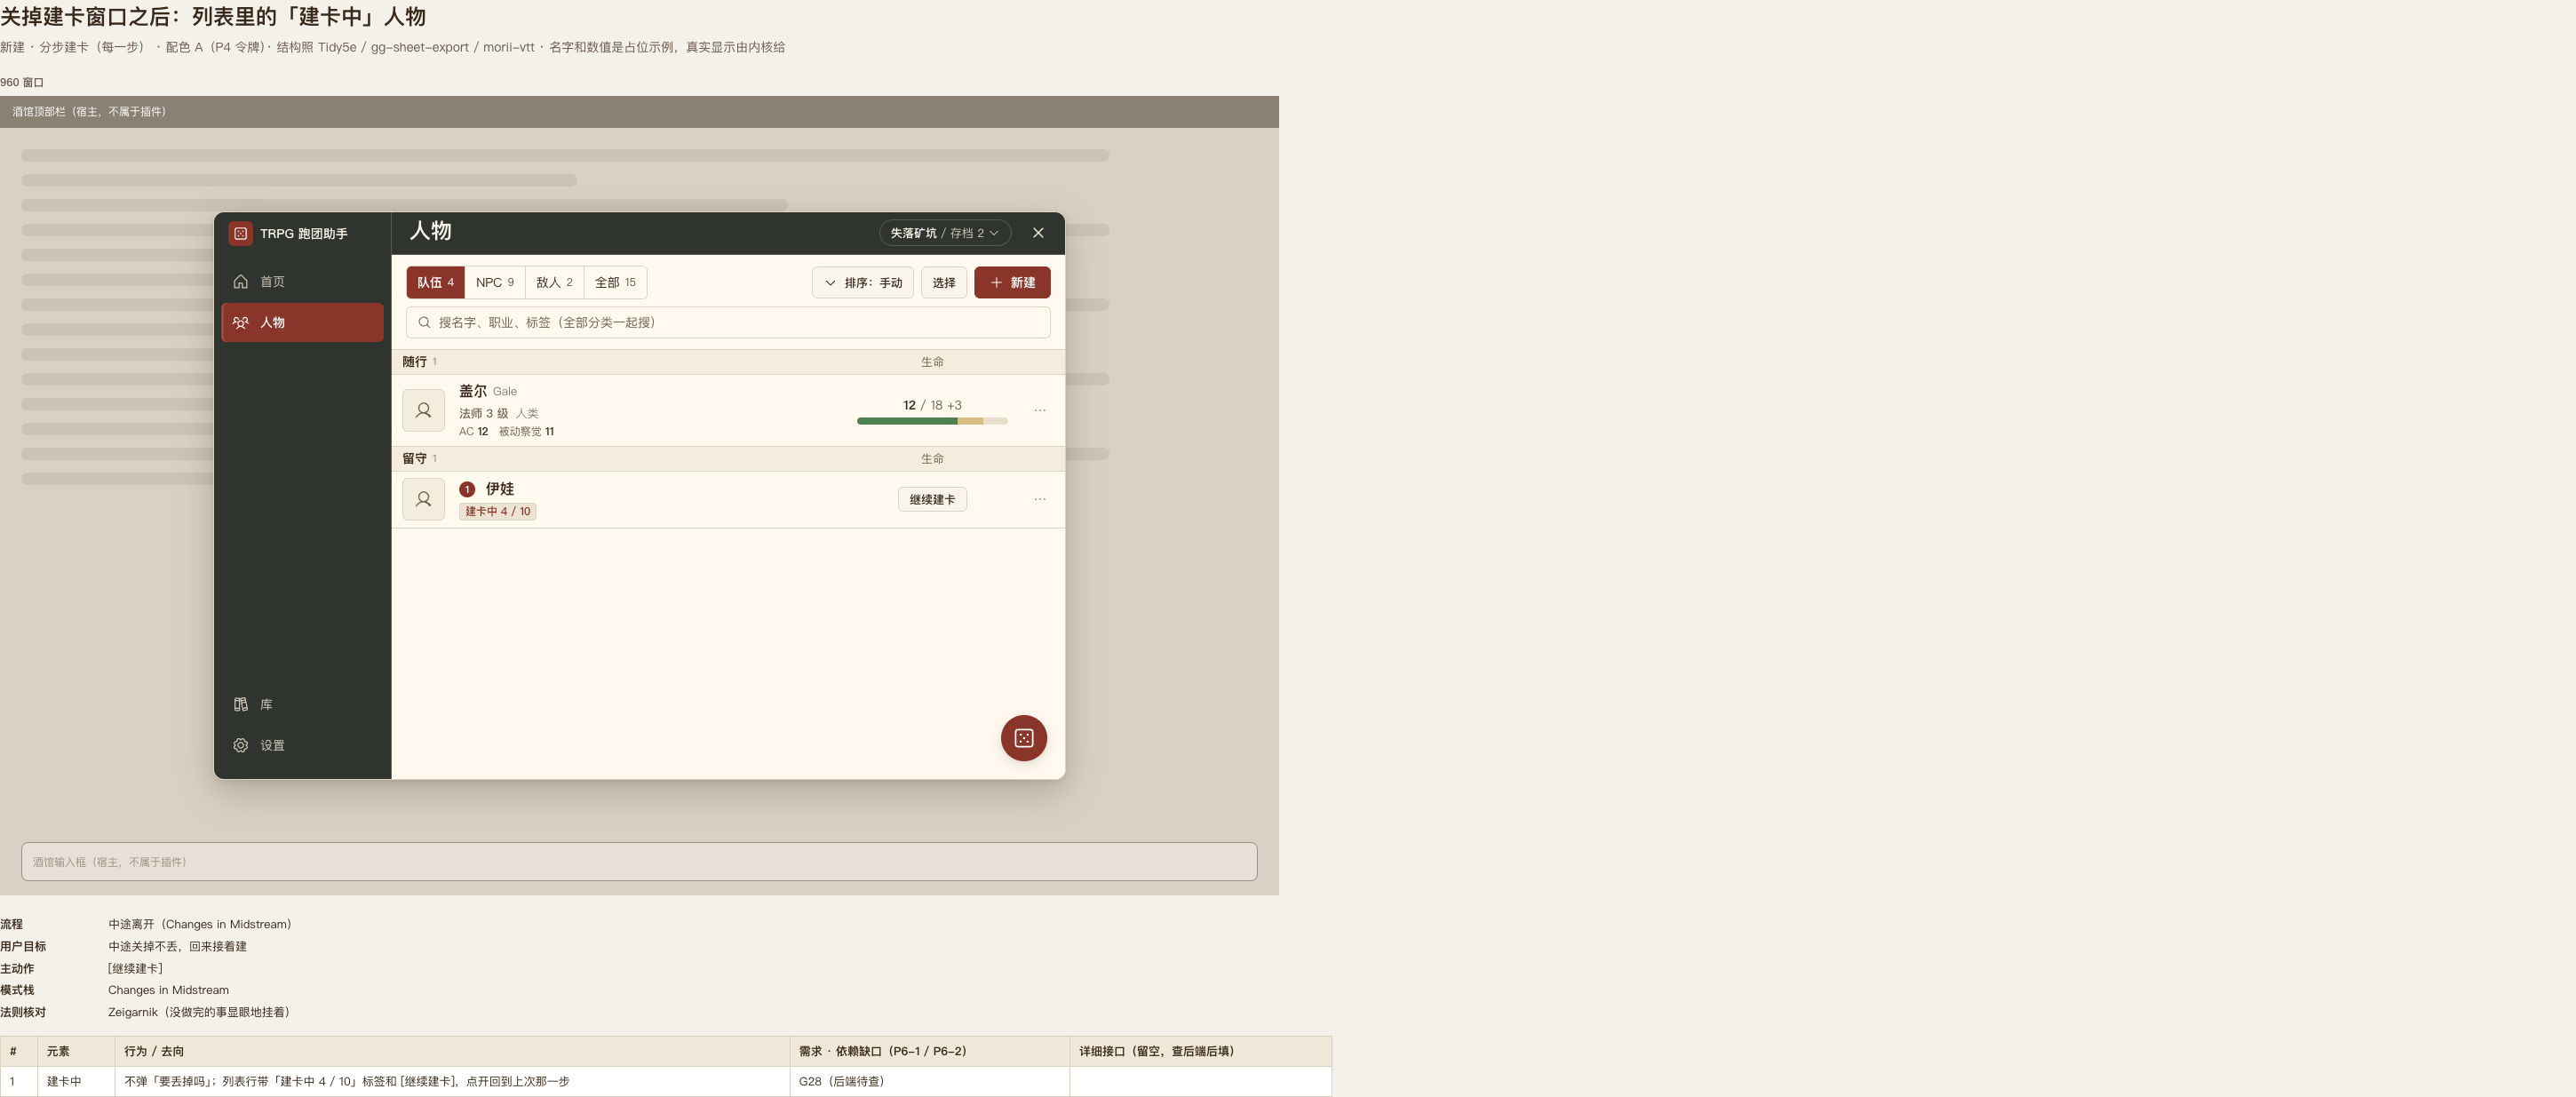 关掉建卡窗口之后：列表里的「建卡中」人物
新建 · 分步建卡（每一步） · 配色 A（P4 令牌）· 结构照 Tidy5e / gg-sheet-export / morii-vtt · 名字和数值是占位示例，真实显示由内核给
960 窗口
酒馆顶部栏（宿主，不属于插件）
TRPG 跑团助手
人物
失落矿坑 / 存档 2
首页
人物
队伍 4 NPC 9 敌人 2 全部 15
排序：手动
选择
新建
搜名字、职业、标签（全部分类一起搜）
随行 1 生命
盖尔 Gale
法师 3 级 人类
AC 12 被动察觉 11
12 / 18 +3
…
留守 1 生命
1 伊娃
建卡中 4 / 10
继续建卡
…
库
设置
酒馆输入框（宿主，不属于插件）
流程 中途离开（Changes in Midstream）
用户目标 中途关掉不丢，回来接着建
主动作 [继续建卡]
模式栈 Changes in Midstream
法则核对 Zeigarnik（没做完的事显眼地挂着）
# 元素 行为 / 去向 需求 · 依赖缺口（P6-1 / P6-2） 详细接口（留空，查后端后填）
1 建卡中 不弹「要丢掉吗」；列表行带「建卡中 4 / 10」标签和 [继续建卡]，点开回到上次那一步 G28（后端待查）